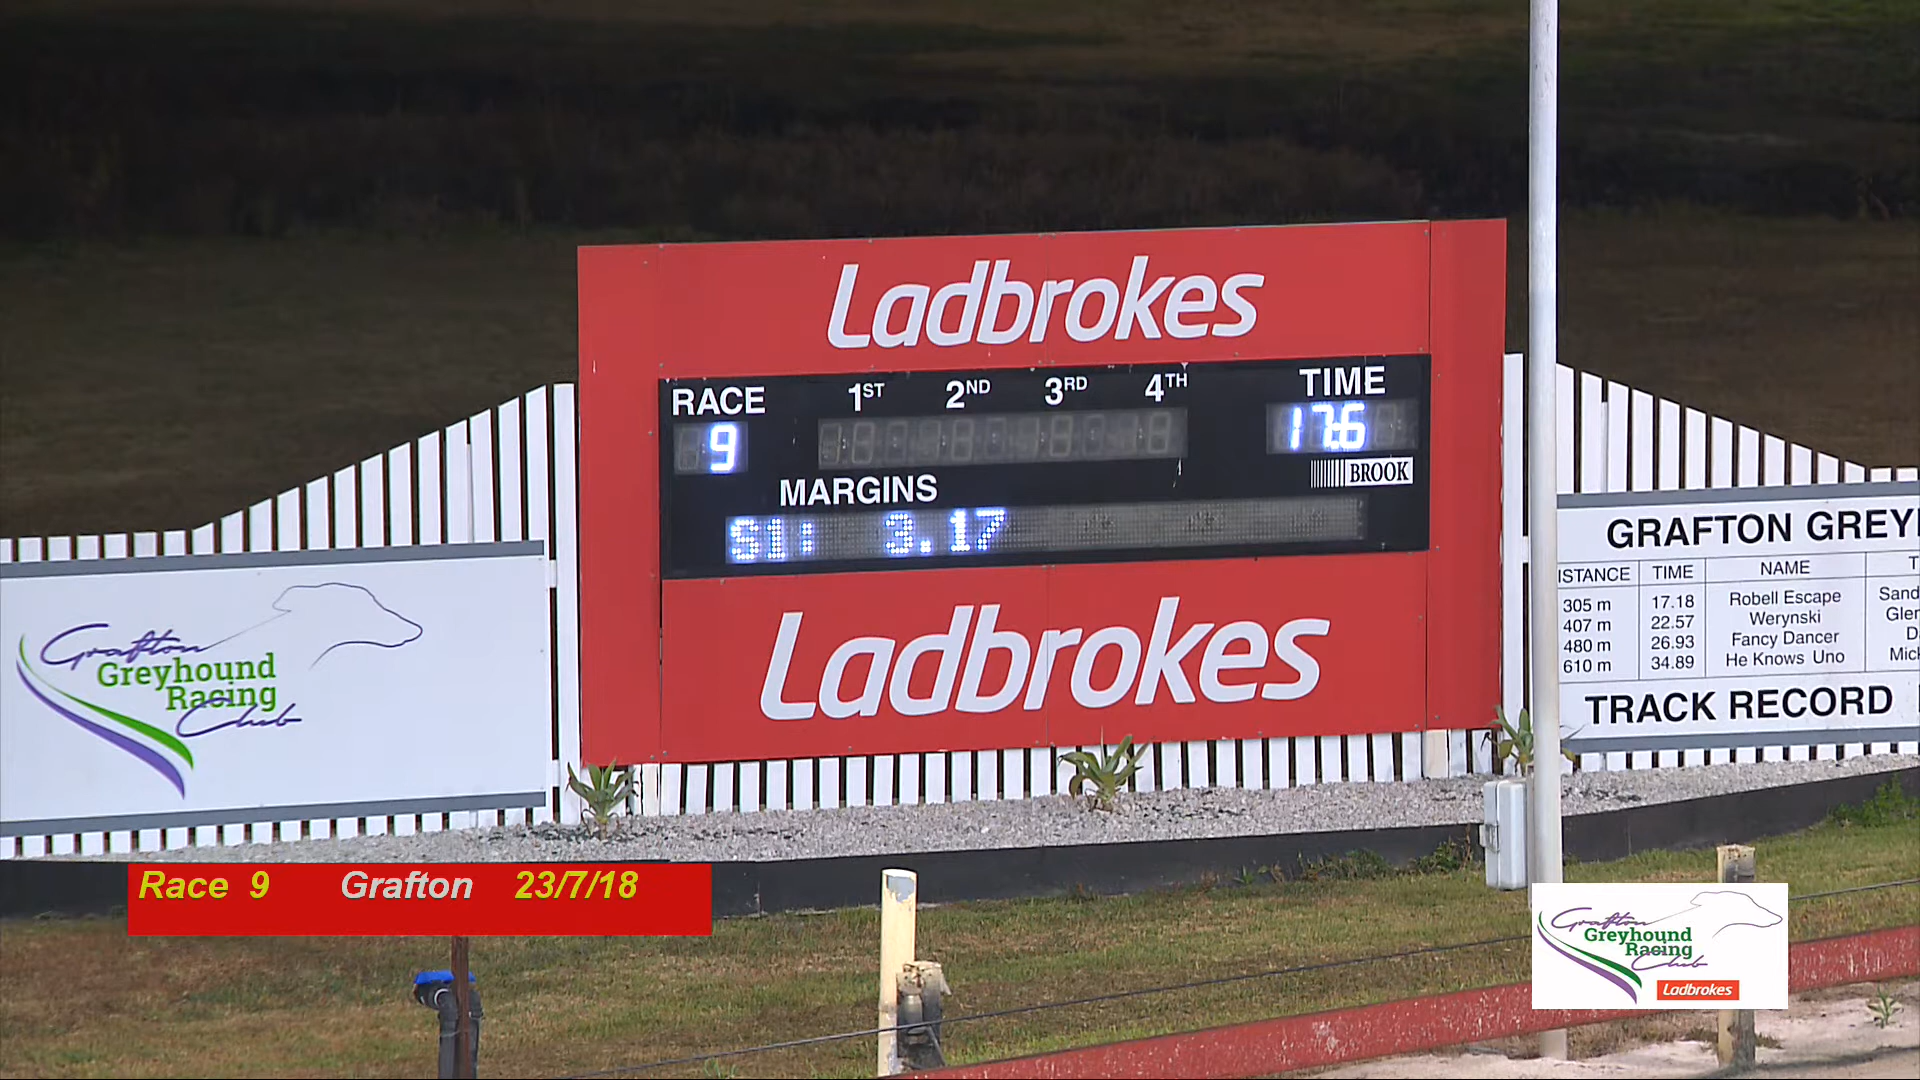 Ladbrokes
RACE 1ST 2ND 3RD 4TH TIME
9 17:6
BROOK
MARGINS
S1: 3.17
Ladbrokes
Grafton
Greyhound
Racing
Club
GRAFTON GREY
ISTANCE TIME NAME T
305 m 17.18 Robell Escape Sand
407 m 22.57 Werynski Glen
480 m 26.93 Fancy Dancer D
610 m 34.89 He Knows Uno Mick
TRACK RECORD
Race 9 Grafton 23/7/18
Grafton
Greyhound
Racing
Club
Ladbrokes